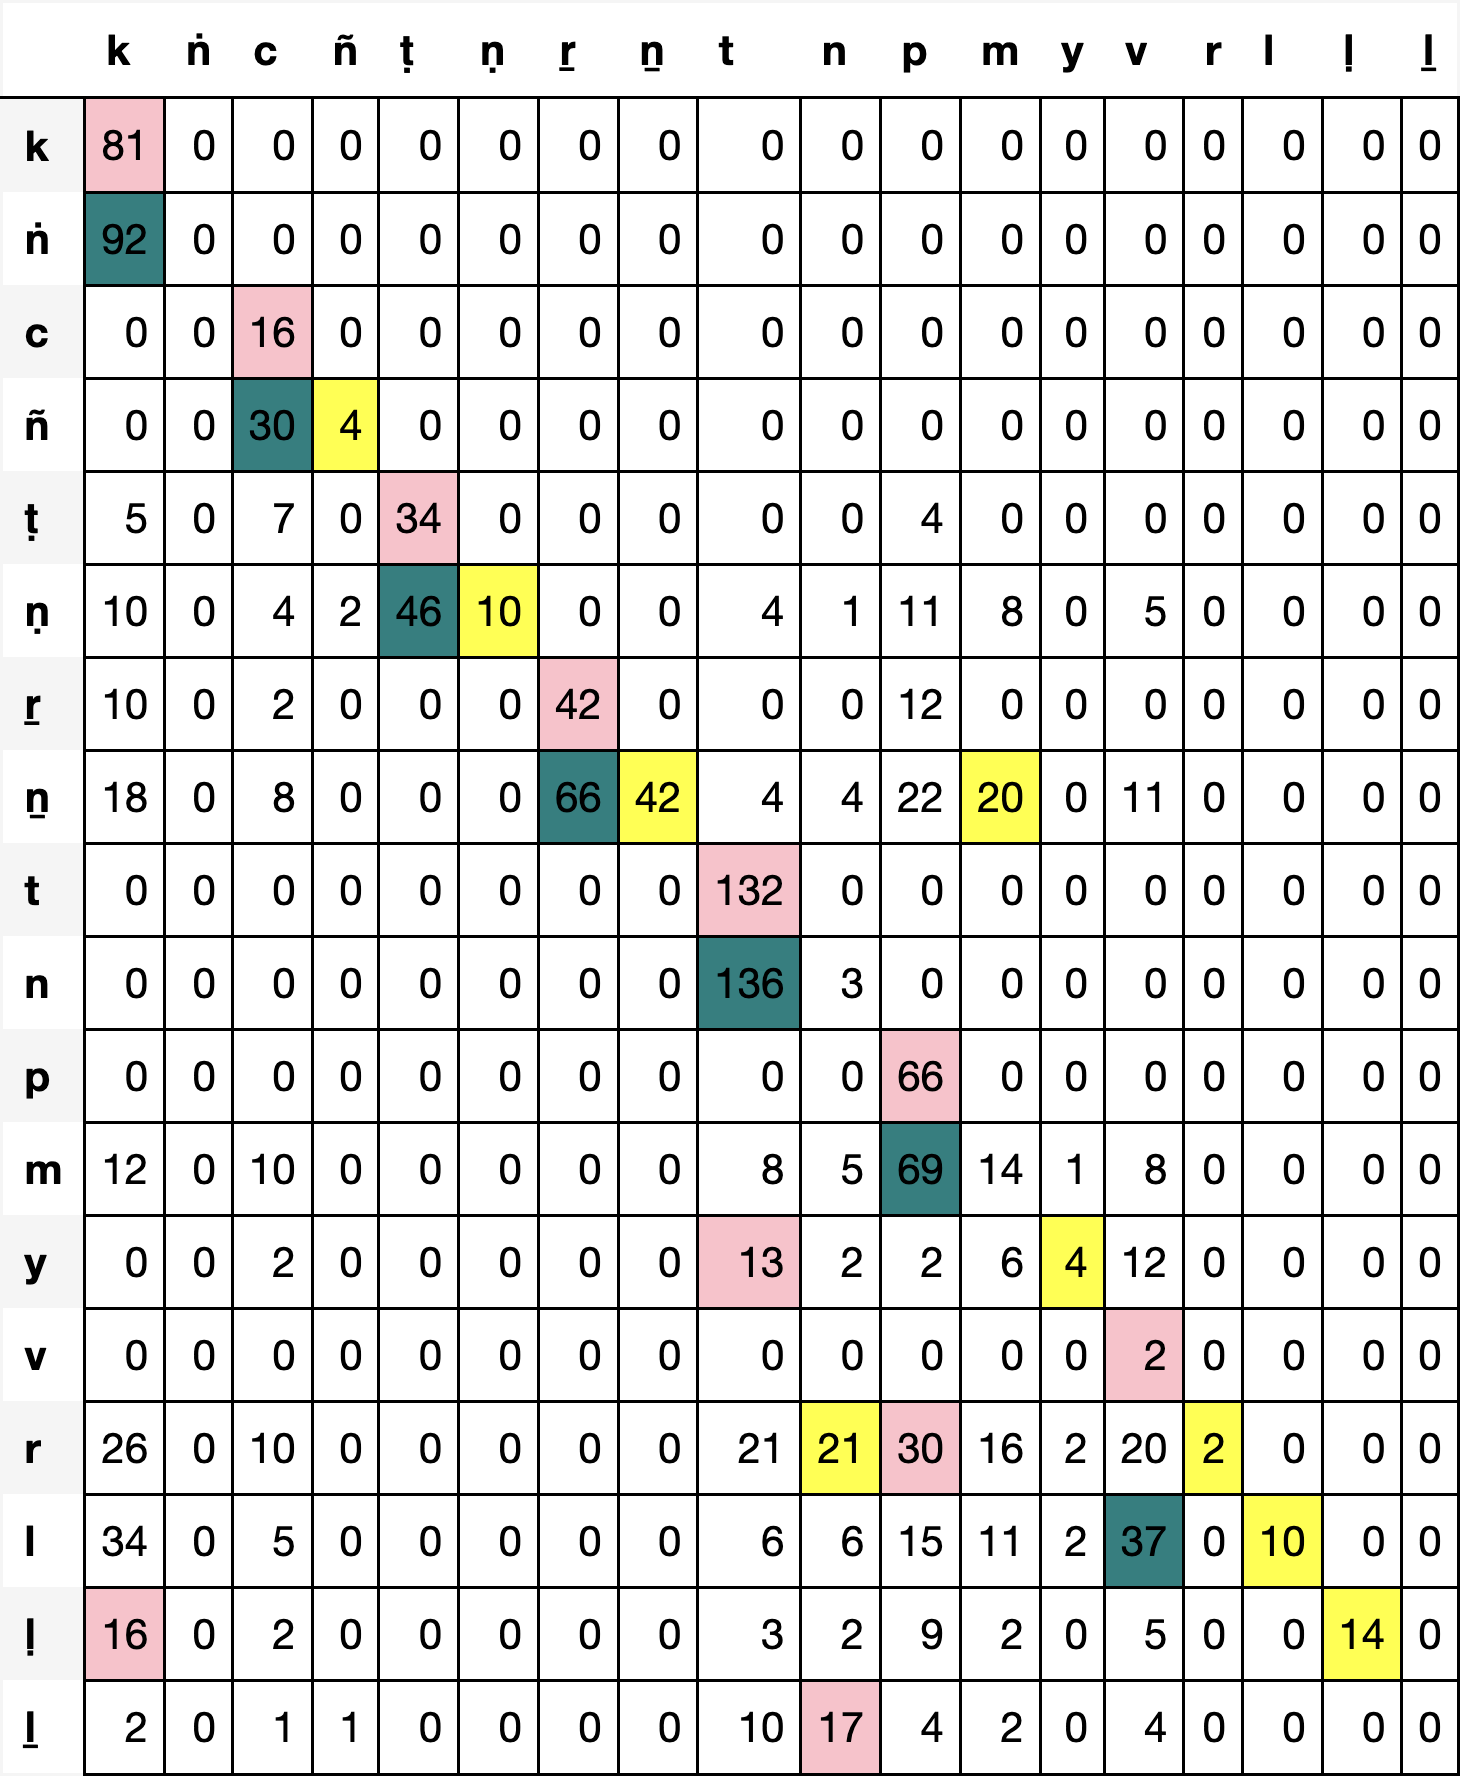 k ṅ c ñ ṭ ṇ ṟ ṉ t n p m y v r l ḷ ḻ
k 81 0 0 0 0 0 0 0 0 0 0 0 0 0 0 0 0 0
ṅ 92 0 0 0 0 0 0 0 0 0 0 0 0 0 0 0 0 0
c 0 0 16 0 0 0 0 0 0 0 0 0 0 0 0 0 0 0
ñ 0 0 30 4 0 0 0 0 0 0 0 0 0 0 0 0 0 0
ṭ 5 0 7 0 34 0 0 0 0 0 4 0 0 0 0 0 0 0
ṇ 10 0 4 2 46 10 0 0 4 1 11 8 0 5 0 0 0 0
ṟ 10 0 2 0 0 0 42 0 0 0 12 0 0 0 0 0 0 0
ṉ 18 0 8 0 0 0 66 42 4 4 22 20 0 11 0 0 0 0
t 0 0 0 0 0 0 0 0 132 0 0 0 0 0 0 0 0 0
n 0 0 0 0 0 0 0 0 136 3 0 0 0 0 0 0 0 0
p 0 0 0 0 0 0 0 0 0 0 66 0 0 0 0 0 0 0
m 12 0 10 0 0 0 0 0 8 5 69 14 1 8 0 0 0 0
y 0 0 2 0 0 0 0 0 13 2 2 6 4 12 0 0 0 0
v 0 0 0 0 0 0 0 0 0 0 0 0 0 2 0 0 0 0
r 26 0 10 0 0 0 0 0 21 21 30 16 2 20 2 0 0 0
l 34 0 5 0 0 0 0 0 6 6 15 11 2 37 0 10 0 0
ḷ 16 0 2 0 0 0 0 0 3 2 9 2 0 5 0 0 14 0
ḻ 2 0 1 1 0 0 0 0 10 17 4 2 0 4 0 0 0 0